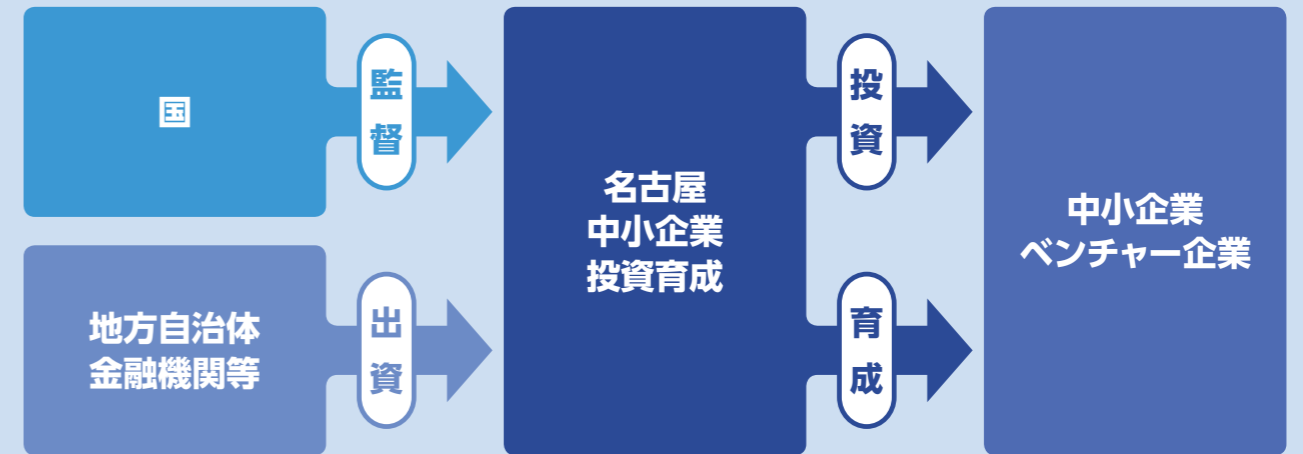 国
監督
地方自治体
金融機関等
出資
名古屋
中小企業
投資育成
投資
育成
中小企業
ベンチャー企業